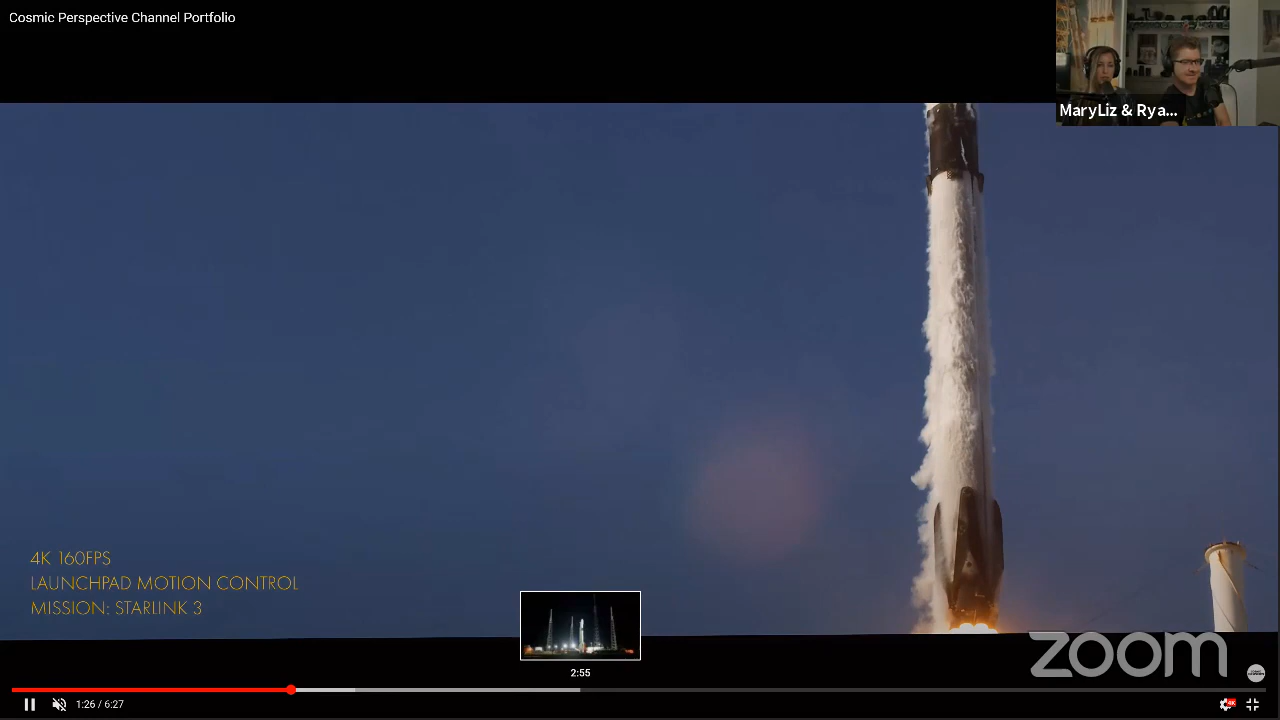 Cosmic Perspective Channel Portfolio
MaryLiz & Rya...
4K 160FPS
LAUNCHPAD MOTION CONTROL
MISSION: STARLINK 3
zoom
2:55
1:26 / 6:27
4K